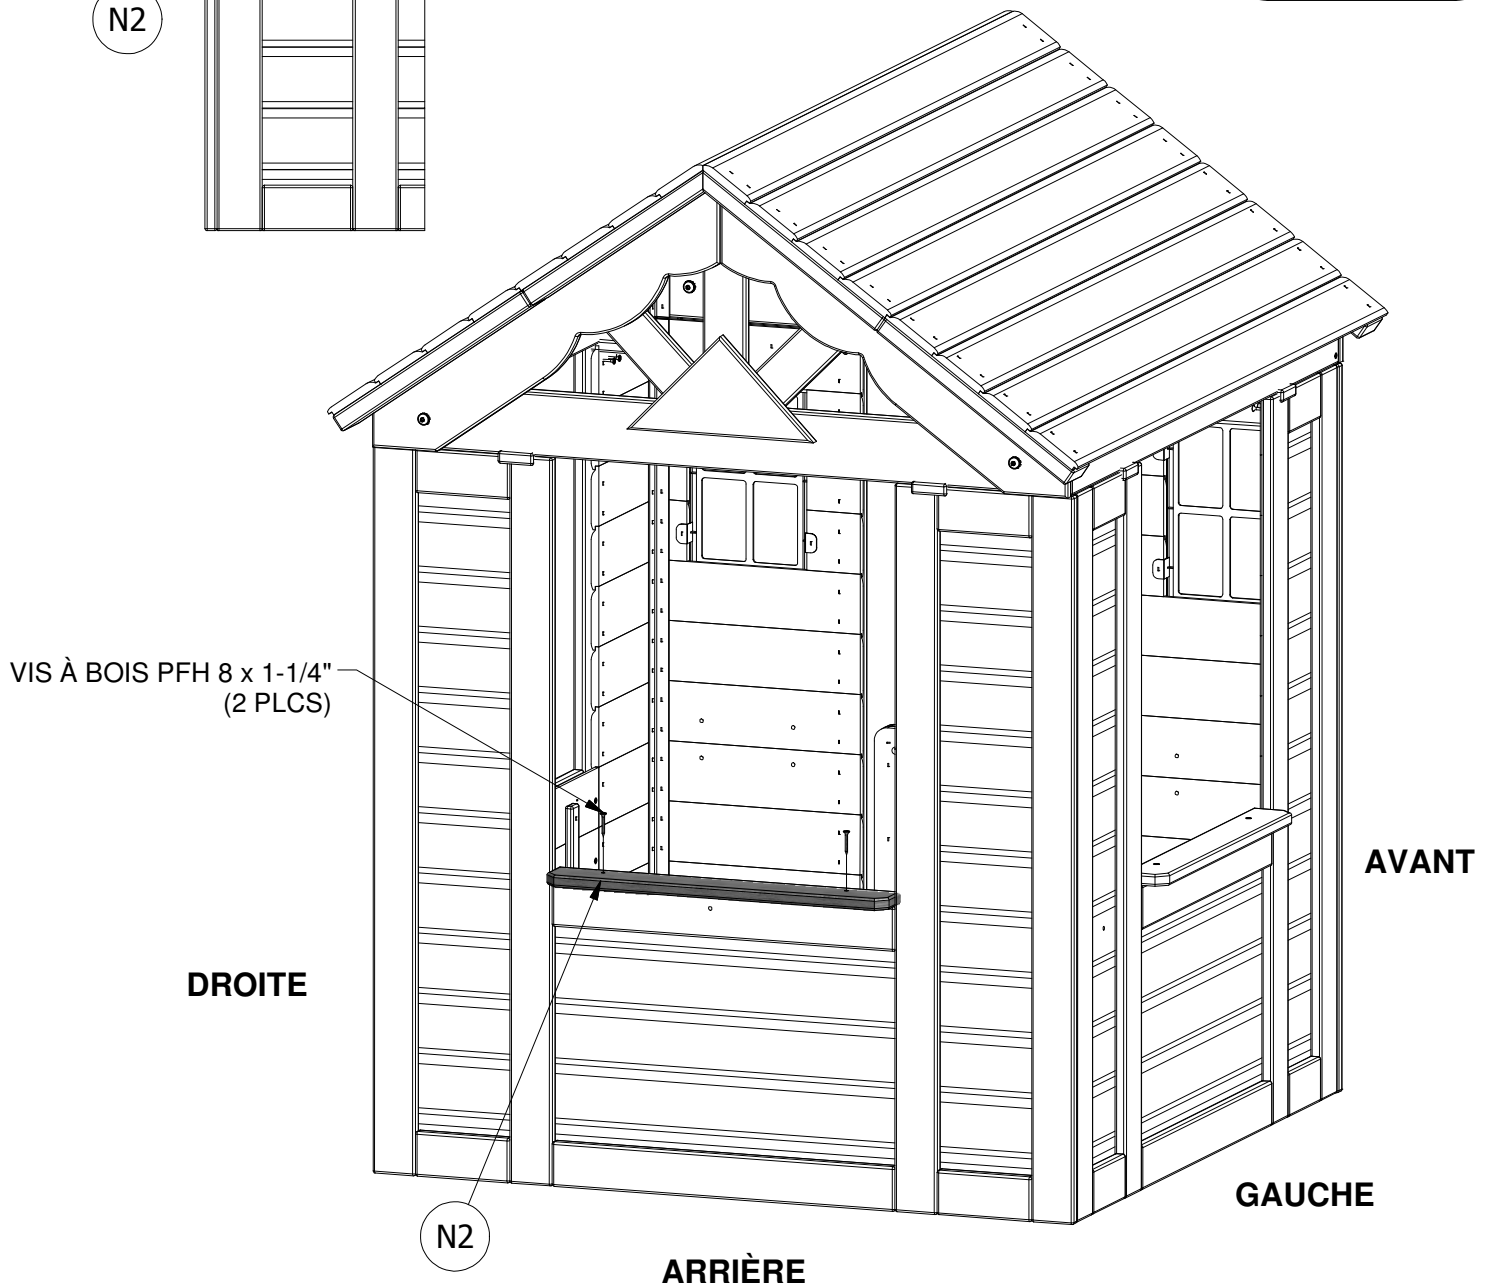 N2
VIS À BOIS PFH 8 x 1-1/4"
(2 PLCS)
AVANT
DROITE
GAUCHE
N2
ARRIÈRE